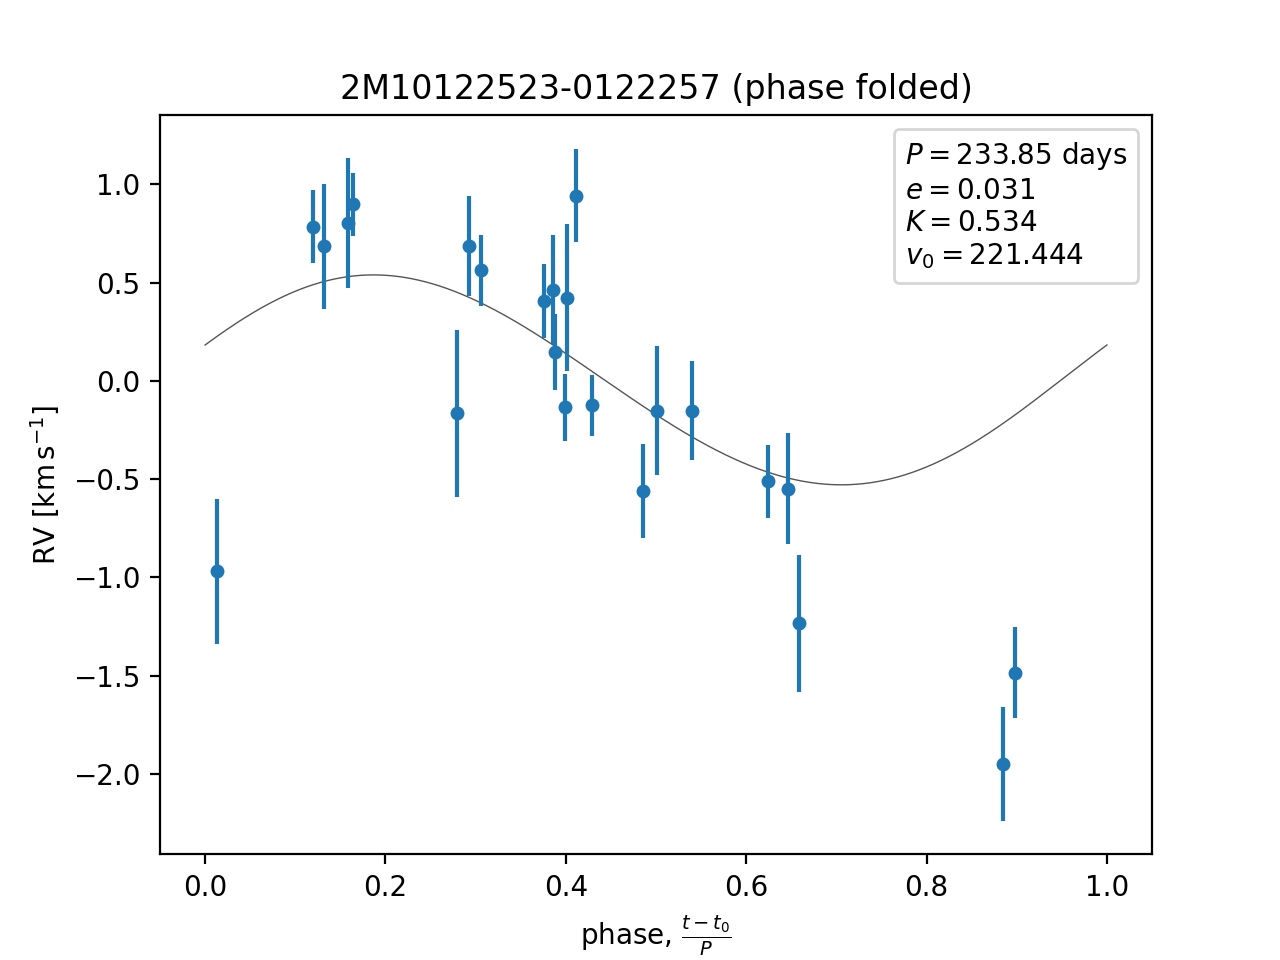 2M10122523-0122257 (phase folded)
P = 233.85 days
e = 0.031
K = 0.534
v₀ = 221.444
RV [km s⁻¹]
1.0
0.5
0.0
−0.5
−1.0
−1.5
−2.0
0.0 0.2 0.4 0.6 0.8 1.0
phase, (t − t₀)/P